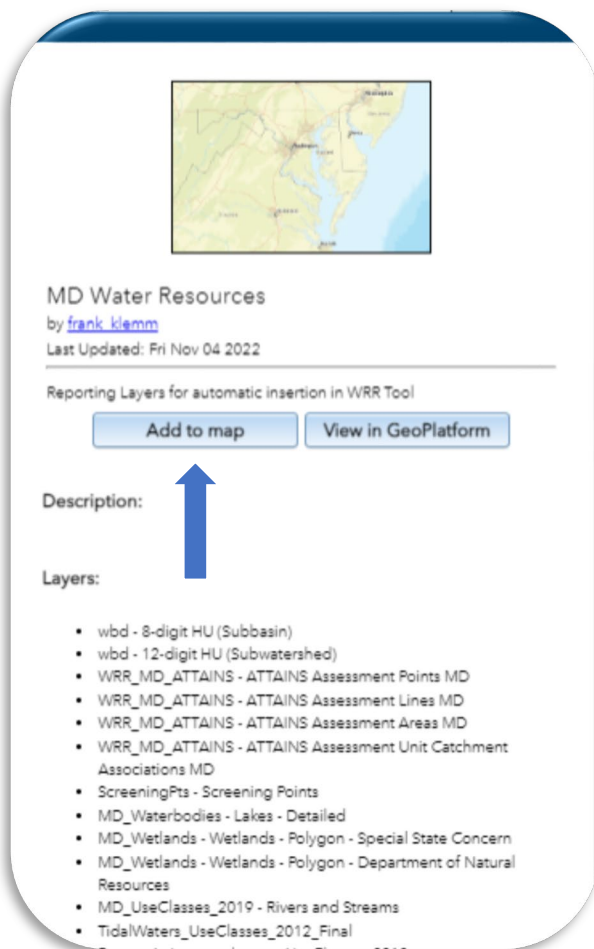 MD Water Resources
by frank_klemm
Last Updated: Fri Nov 04 2022
Reporting Layers for automatic insertion in WRR Tool
Add to map
View in GeoPlatform
Description:
Layers:
• wbd - 8-digit HU (Subbasin)
• wbd - 12-digit HU (Subwatershed)
• WRR_MD_ATTAINS - ATTAINS Assessment Points MD
• WRR_MD_ATTAINS - ATTAINS Assessment Lines MD
• WRR_MD_ATTAINS - ATTAINS Assessment Areas MD
• WRR_MD_ATTAINS - ATTAINS Assessment Unit Catchment
Associations MD
• ScreeningPts - Screening Points
• MD_Waterbodies - Lakes - Detailed
• MD_Wetlands - Wetlands - Polygon - Special State Concern
• MD_Wetlands - Wetlands - Polygon - Department of Natural
Resources
• MD_UseClasses_2019 - Rivers and Streams
• TidalWaters_UseClasses_2012_Final